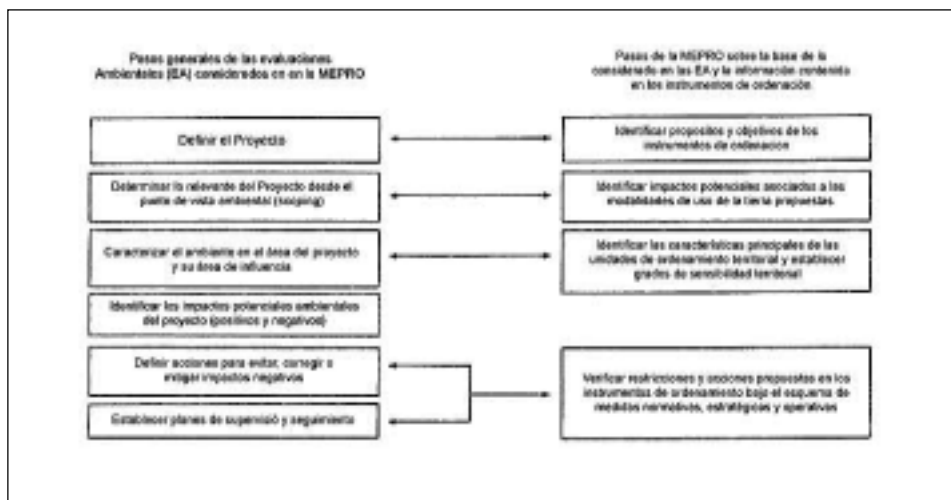 Pasos generales de las evaluaciones
Ambientales (EA) considerados en en la MEPRO
Pasos de la MEPRO sobre la base de lo
considerado en las EA y la información contenida
en los instrumentos de ordenación
Definir el Proyecto
Identificar propositos y objetivos de los
instrumentos de ordenación
Determinar lo relevante del Proyecto desde el
punto de vista ambiental (scoping)
Identificar impactos potenciales asociados a las
modalidades de uso de la tierra propuestas
Caracterizar el ambiente en el área del proyecto
y su área de influencia
Identificar las características principales de las
unidades de ordenamiento territorial y establecer
grados de sensibilidad territorial
Identificar los impactos potenciales ambientales
del proyecto (positivos y negativos)
Definir acciones para evitar, corregir o
mitigar impactos negativos
Establecer planes de supervisió y seguimiento
Verificar restricciones y acciones propuestas en los
instrumentos de ordenamiento bajo el esquema de
medidas normativas, estratégicas y operativas